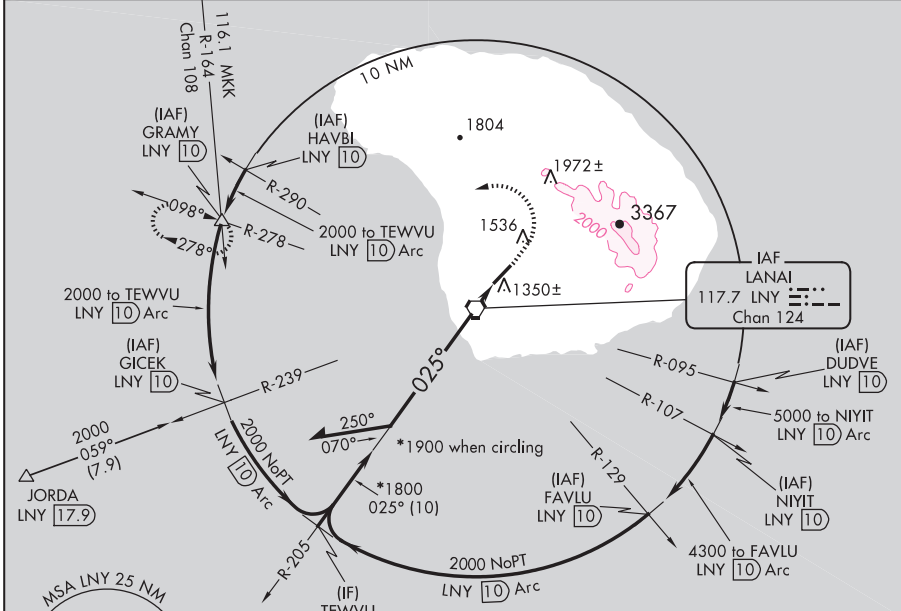 116.1 MKK
R-164
Chan 108
10 NM
(IAF)
GRAMY
LNY 10
(IAF)
HAVBI
LNY 10
1804
1972±
3367
2000
1536
1350±
098°
278°
R-290
R-278
2000 to TEWVU
LNY 10 Arc
2000 to TEWVU
LNY 10 Arc
IAF
LANAI
117.7 LNY
Chan 124
(IAF)
GICEK
LNY 10
R-239
025°
R-095
(IAF)
DUDVE
LNY 10
R-107
5000 to NIYIT
LNY 10 Arc
2000
059°
(7.9)
JORDA
LNY 17.9
2000 NoPT
LNY 10 Arc
250°
070°
*1900 when circling
*1800
025° (10)
R-129
(IAF)
FAVLU
LNY 10
(IAF)
NIYIT
LNY 10
4300 to FAVLU
LNY 10 Arc
2000 NoPT
LNY 10 Arc
R-205
(IF)
TEWVU
MSA LNY 25 NM